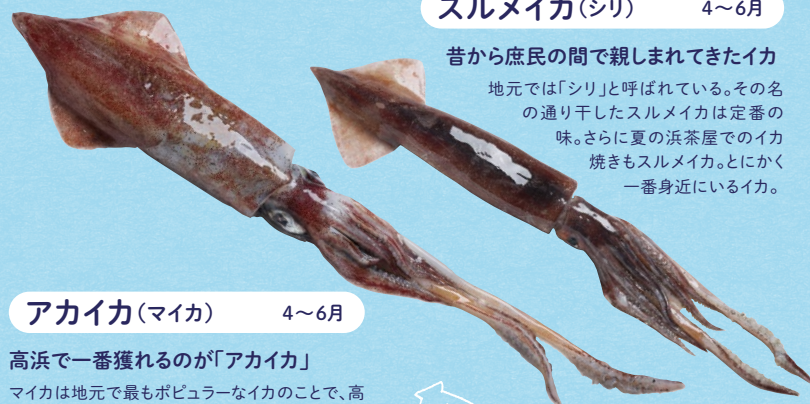 スルメイカ（シリ） 4～6月
昔から庶民の間で親しまれてきたイカ
地元では「シリ」と呼ばれている。その名
の通り干したスルメイカは定番の
味。さらに夏の浜茶屋でのイカ
焼きもスルメイカ。とにかく
一番身近にいるイカ。
アカイカ（マイカ） 4～6月
高浜で一番獲れるのが「アカイカ」
マイカは地元で最もポピュラーなイカのことで、高